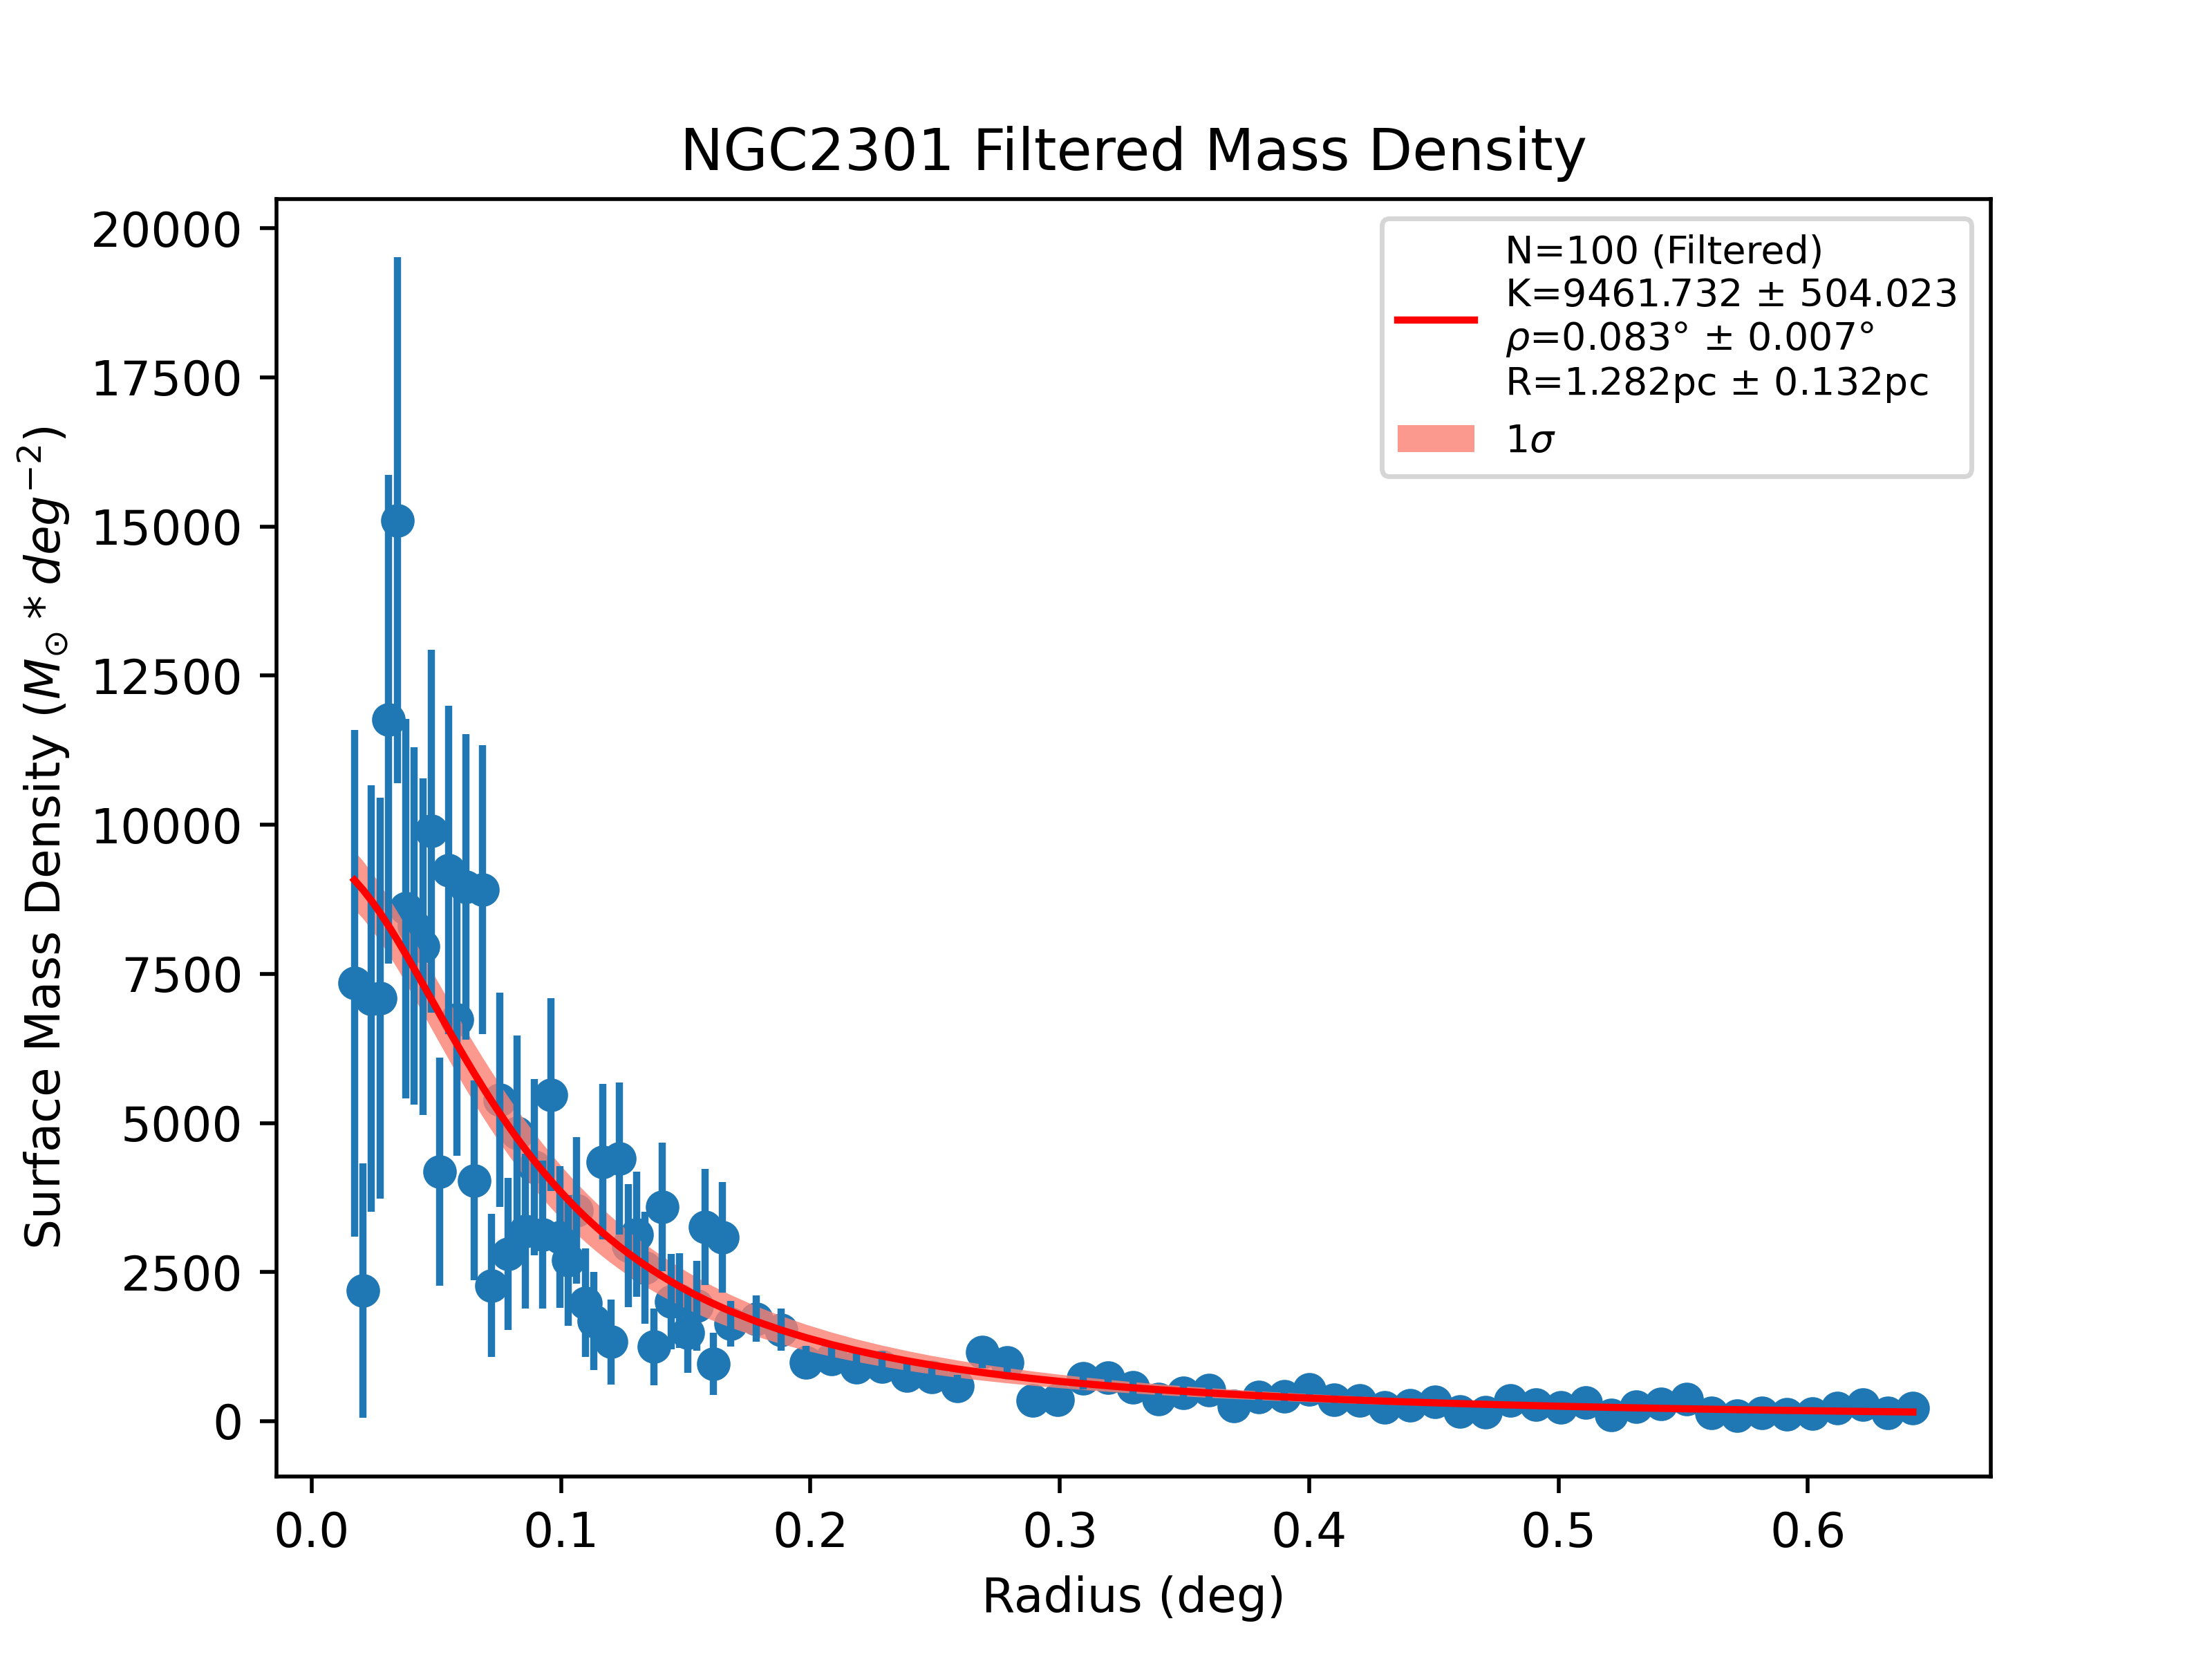 NGC2301 Filtered Mass Density
N=100 (Filtered)
K=9461.732 ± 504.023
ρ=0.083° ± 0.007°
R=1.282pc ± 0.132pc
1σ
Surface Mass Density (M⊙ * deg⁻²)
20000
17500
15000
12500
10000
7500
5000
2500
0
0.0 0.1 0.2 0.3 0.4 0.5 0.6
Radius (deg)